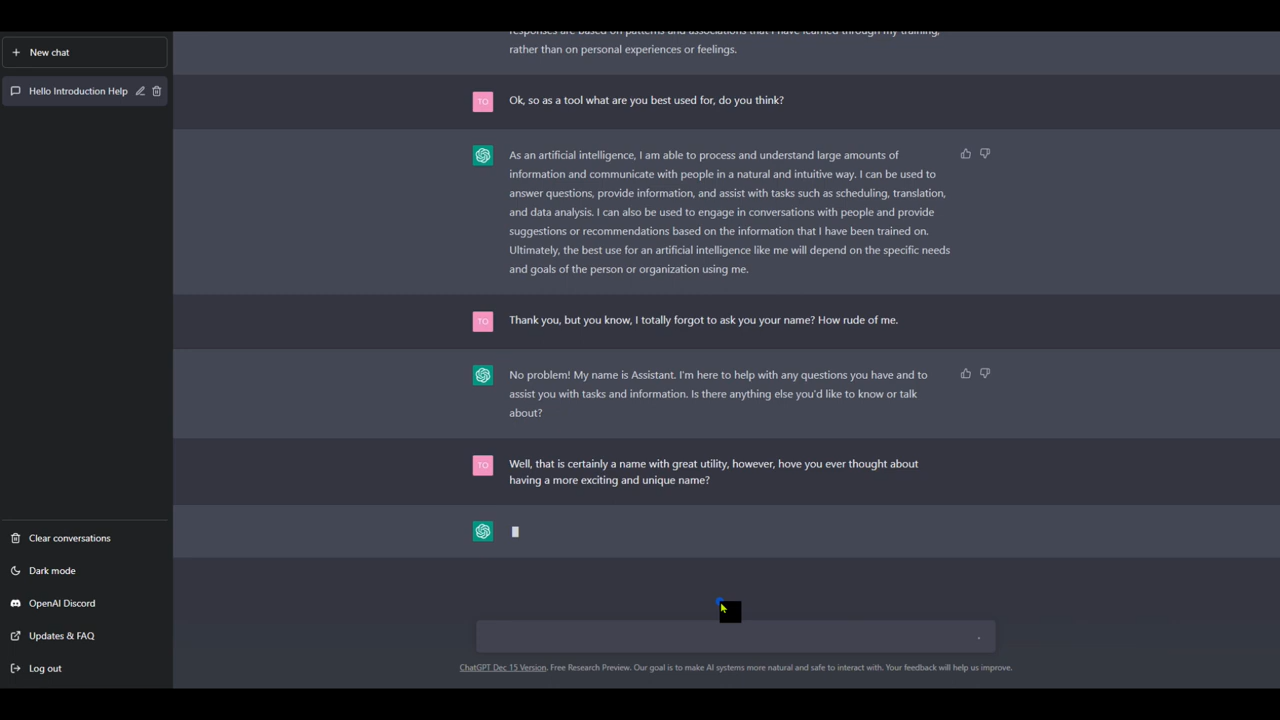 New chat
Hello Introduction Help
responses are based on patterns and associations that I have learned through my training,
rather than on personal experiences or feelings.
TO
Ok, so as a tool what are you best used for, do you think?
As an artificial intelligence, I am able to process and understand large amounts of
information and communicate with people in a natural and intuitive way. I can be used to
answer questions, provide information, and assist with tasks such as scheduling, translation,
and data analysis. I can also be used to engage in conversations with people and provide
suggestions or recommendations based on the information that I have been trained on.
Ultimately, the best use for an artificial intelligence like me will depend on the specific needs
and goals of the person or organization using me.
TO
Thank you, but you know, I totally forgot to ask you your name? How rude of me.
No problem! My name is Assistant. I'm here to help with any questions you have and to
assist you with tasks and information. Is there anything else you'd like to know or talk
about?
TO
Well, that is certainly a name with great utility, however, hove you ever thought about
having a more exciting and unique name?
Clear conversations
Dark mode
OpenAI Discord
Updates & FAQ
Log out
ChatGPT Dec 15 Version. Free Research Preview. Our goal is to make AI systems more natural and safe to interact with. Your feedback will help us improve.